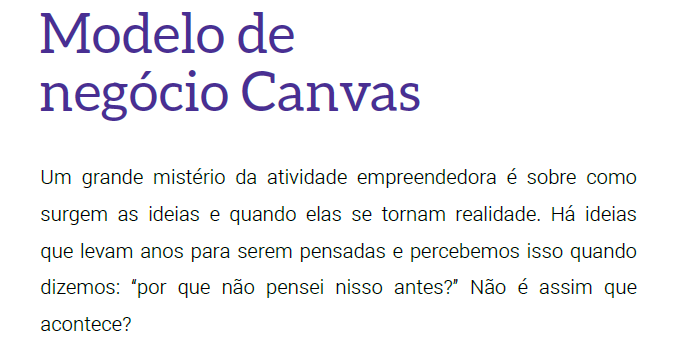 Modelo de
negócio Canvas
Um grande mistério da atividade empreendedora é sobre como
surgem as ideias e quando elas se tornam realidade. Há ideias
que levam anos para serem pensadas e percebemos isso quando
dizemos: “por que não pensei nisso antes?” Não é assim que
acontece?